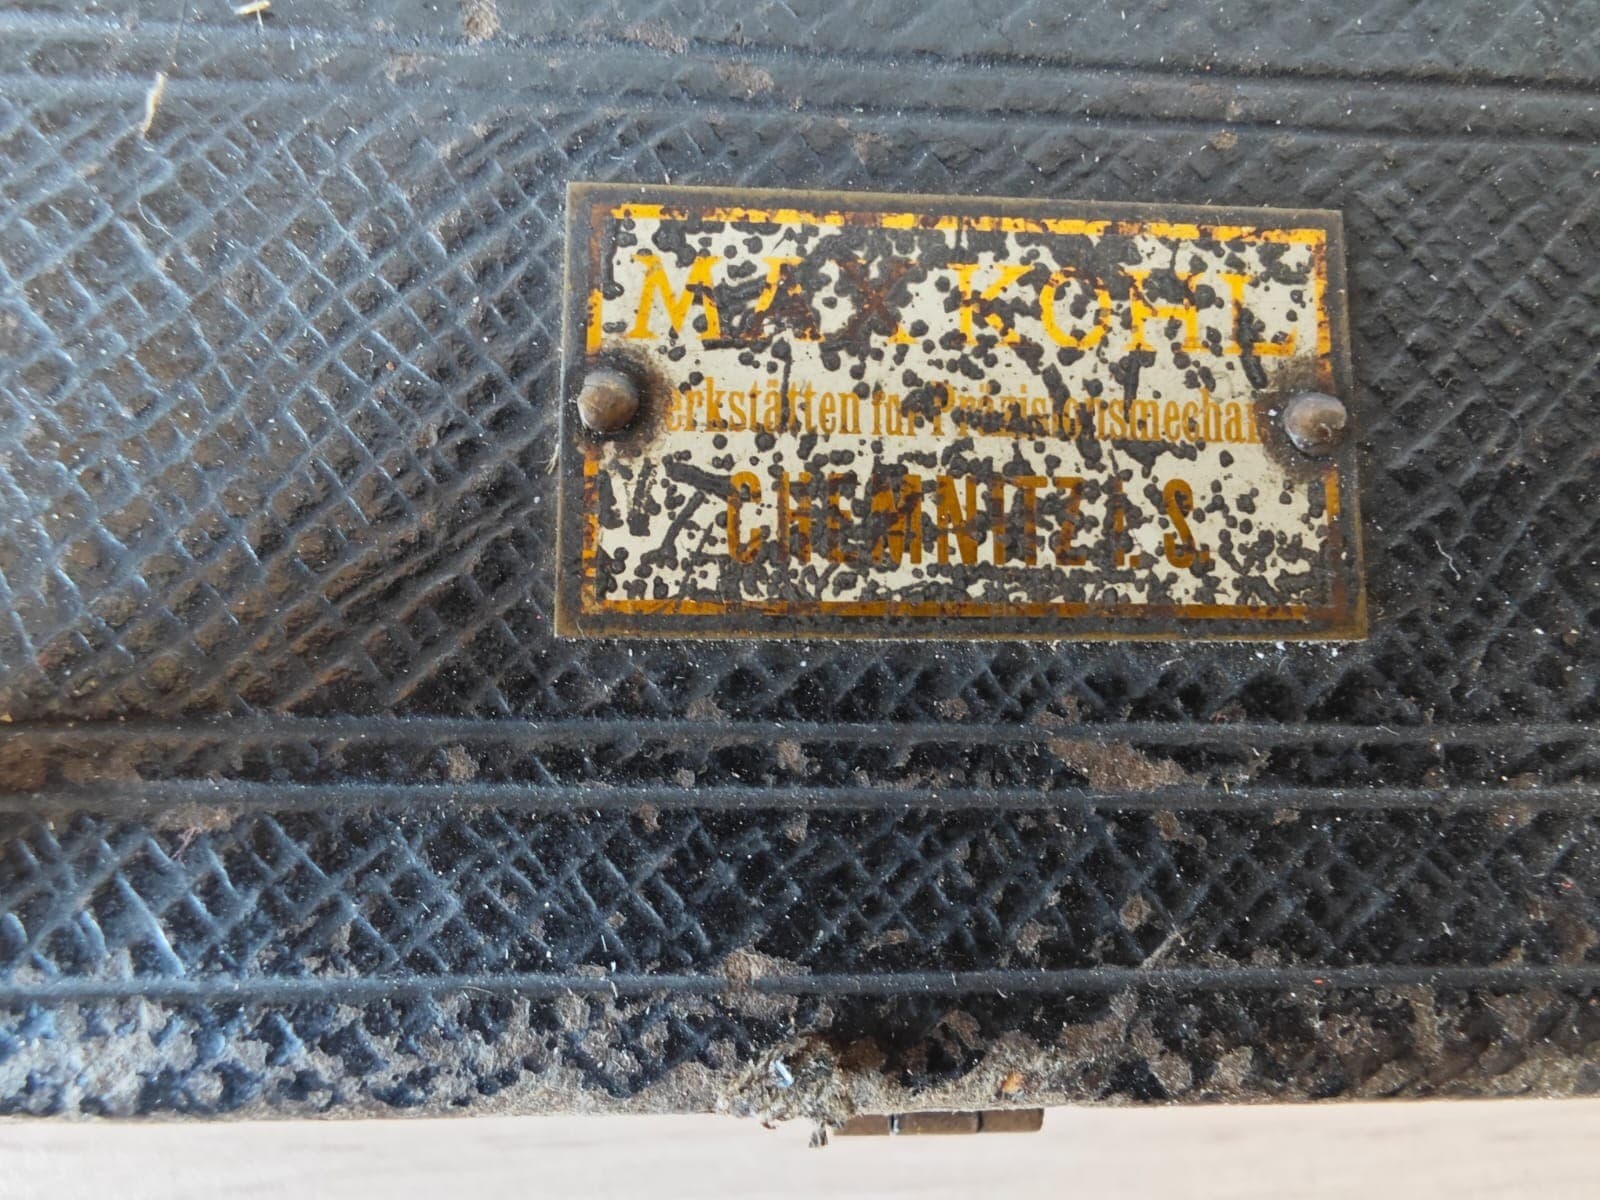 MAX KOHL
erkstätten für Präzisionsmechan
CHEMNITZ I. S.